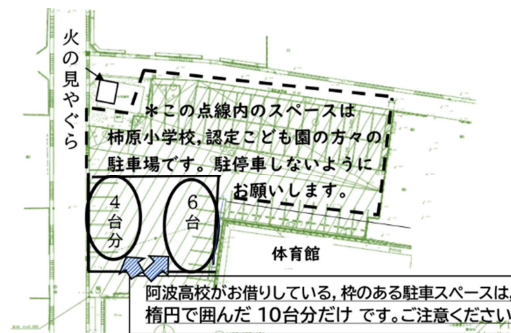 火の見やぐら
＊この点線内のスペースは
柿原小学校,認定こども園の方々の
駐車場です。駐停車しないように
お願いします。
4台分
6台
体育館
阿波高校がお借りしている,枠のある駐車スペースは,
楕円で囲んだ 10台分だけ です。ご注意ください